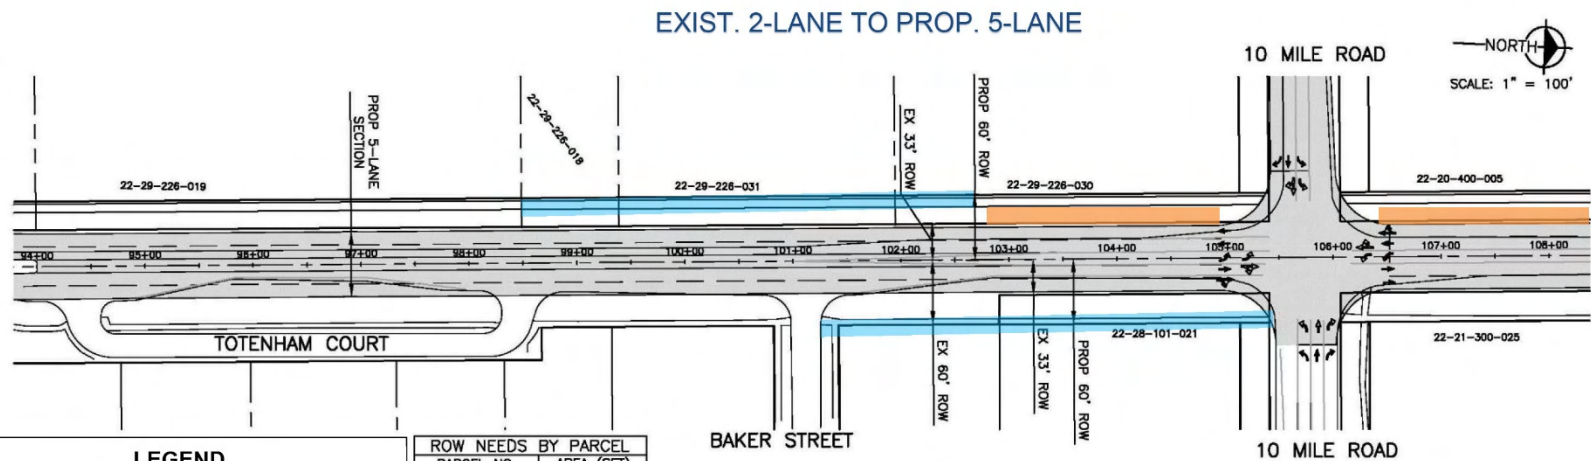 EXIST. 2-LANE TO PROP. 5-LANE
10 MILE ROAD
NORTH
SCALE: 1" = 100'
PROP 5-LANE
SECTION
22-29-226-018
EX 33' ROW
PROP 60' ROW
22-29-226-019
22-29-226-031
22-29-226-030
22-20-400-005
94+00
95+00
96+00
97+00
98+00
99+00
100+00
101+00
102+00
103+00
104+00
105+00
106+00
107+00
108+00
TOTENHAM COURT
22-28-101-021
22-21-300-025
EX 60' ROW
EX 33' ROW
PROP 60' ROW
BAKER STREET
10 MILE ROAD
LEGEND
ROW NEEDS BY PARCEL
PARCEL NO. AREA (SFT)